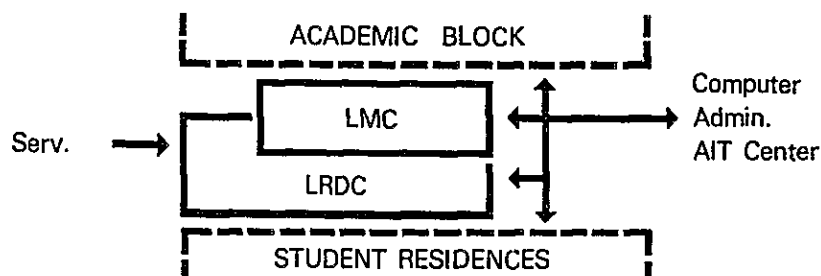 ACADEMIC BLOCK
Computer
Admin.
AIT Center
LMC
Serv.
LRDC
STUDENT RESIDENCES